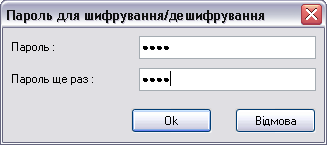 Пароль для шифрування/дешифрування
Пароль :
••••
Пароль ще раз :
••••
Ok
Відмова